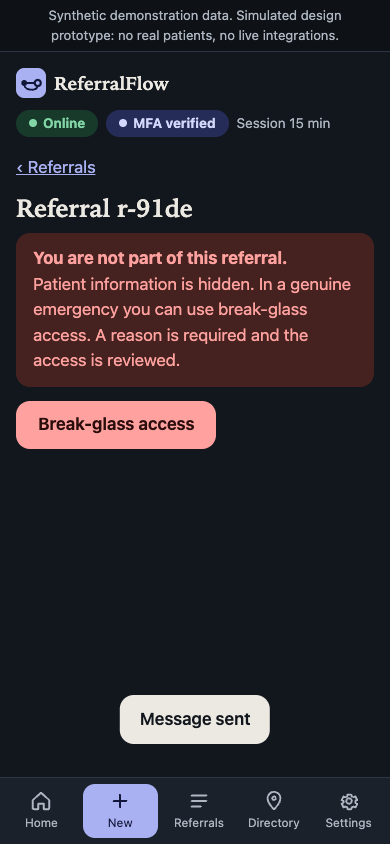 Synthetic demonstration data. Simulated design
prototype: no real patients, no live integrations.
ReferralFlow
Online
MFA verified
Session 15 min
‹ Referrals
Referral r-91de
You are not part of this referral.
Patient information is hidden. In a genuine
emergency you can use break-glass
access. A reason is required and the
access is reviewed.
Break-glass access
Message sent
Home
New
Referrals
Directory
Settings